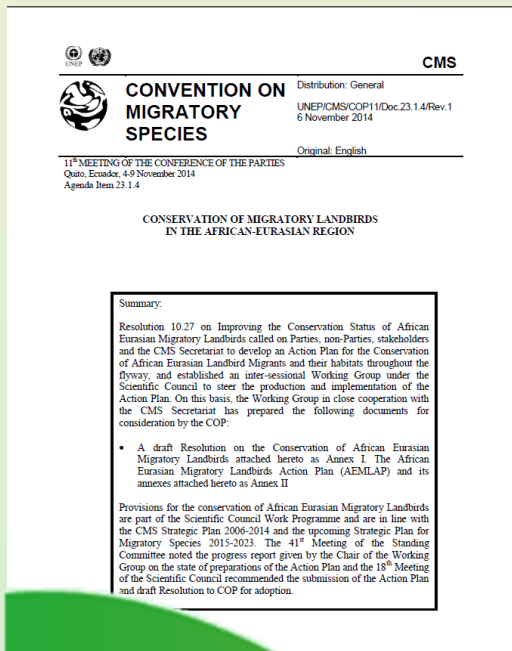 UNEP
CMS
CONVENTION ON
MIGRATORY
SPECIES
Distribution: General
UNEP/CMS/COP11/Doc.23.1.4/Rev.1
6 November 2014
Original: English
11th MEETING OF THE CONFERENCE OF THE PARTIES
Quito, Ecuador, 4-9 November 2014
Agenda Item 23.1.4
CONSERVATION OF MIGRATORY LANDBIRDS
IN THE AFRICAN-EURASIAN REGION
Summary:
Resolution 10.27 on Improving the Conservation Status of African
Eurasian Migratory Landbirds called on Parties, non-Parties, stakeholders
and the CMS Secretariat to develop an Action Plan for the Conservation
of African Eurasian Landbird Migrants and their habitats throughout the
flyway, and established an inter-sessional Working Group under the
Scientific Council to steer the production and implementation of the
Action Plan. On this basis, the Working Group in close cooperation with
the CMS Secretariat has prepared the following documents for
consideration by the COP:
• A draft Resolution on the Conservation of African Eurasian
Migratory Landbirds attached hereto as Annex I. The African
Eurasian Migratory Landbirds Action Plan (AEMLAP) and its
annexes attached hereto as Annex II
Provisions for the conservation of African Eurasian Migratory Landbirds
are part of the Scientific Council Work Programme and are in line with
the CMS Strategic Plan 2006-2014 and the upcoming Strategic Plan for
Migratory Species 2015-2023. The 41st Meeting of the Standing
Committee noted the progress report given by the Chair of the Working
Group on the state of preparations of the Action Plan and the 18th Meeting
of the Scientific Council recommended the submission of the Action Plan
and draft Resolution to COP for adoption.